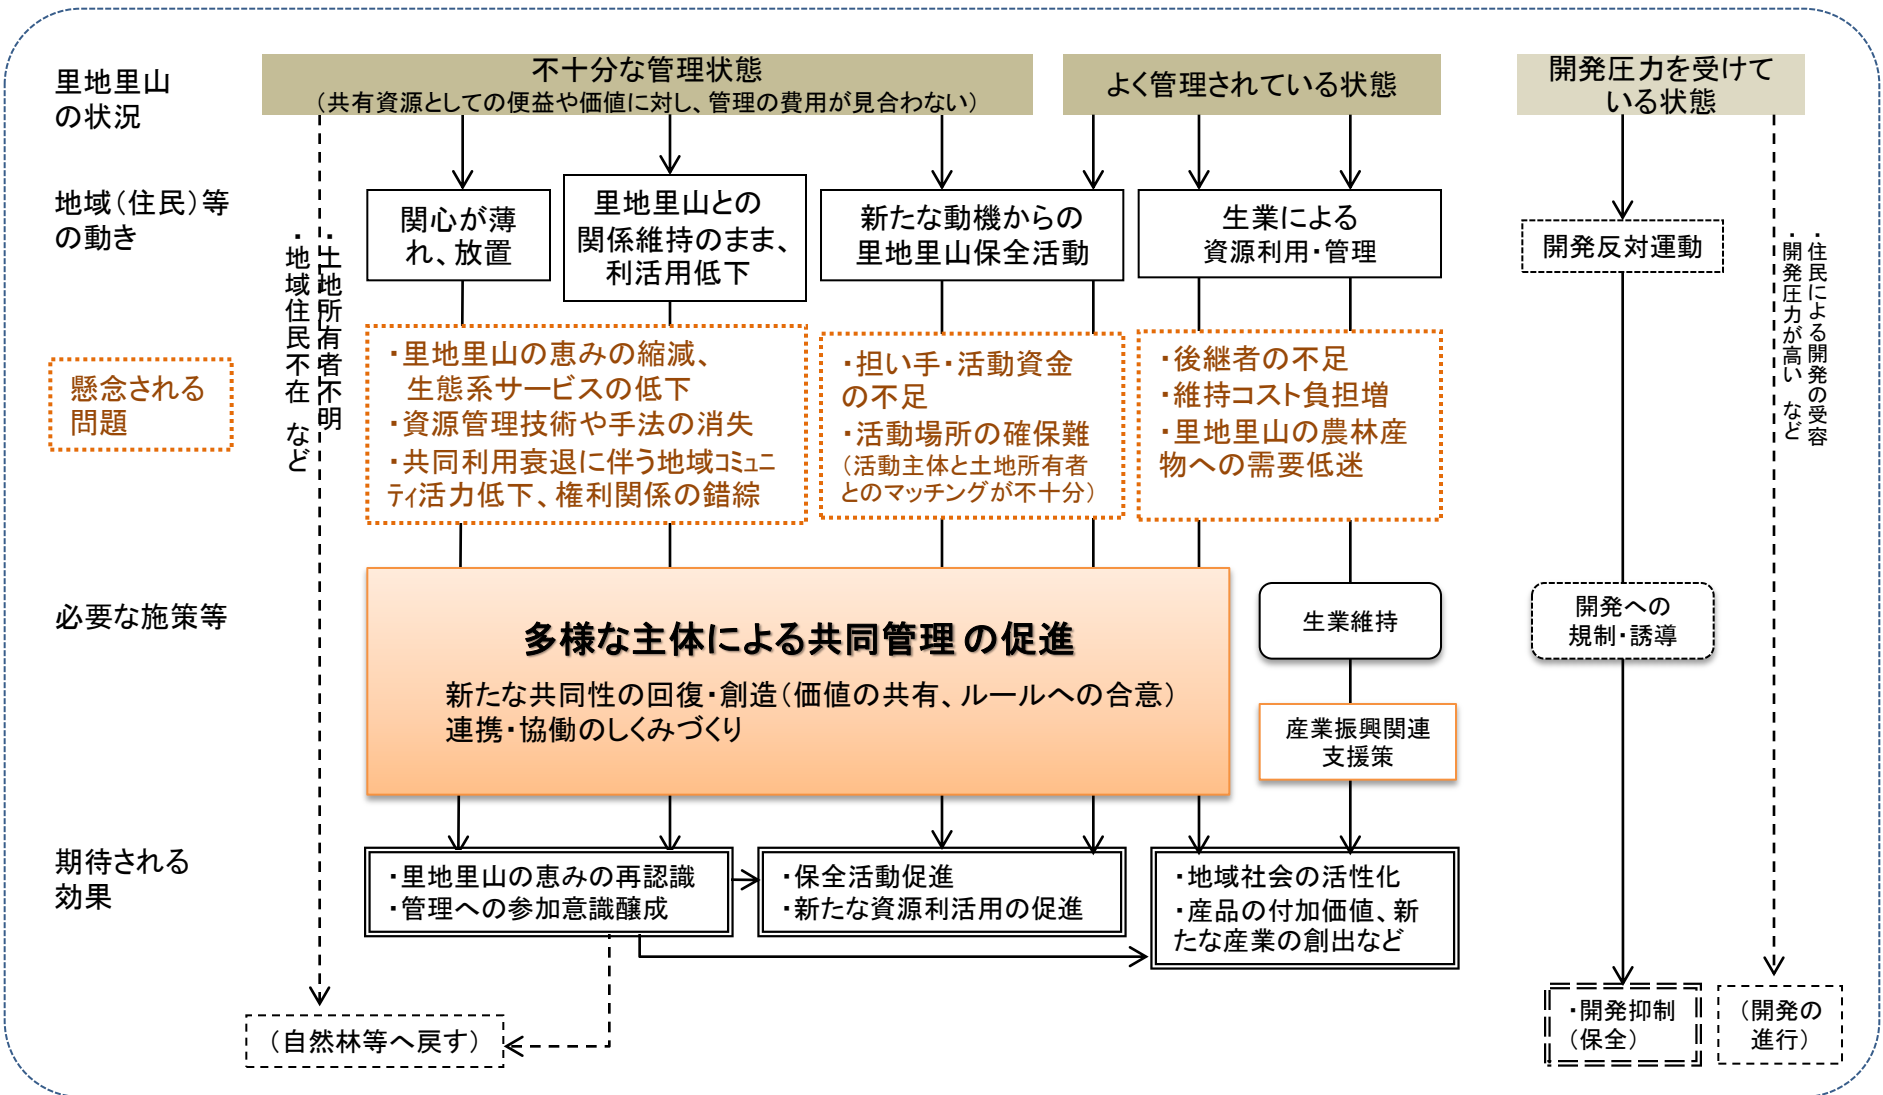 里地里山
の状況
不十分な管理状態
（共有資源としての便益や価値に対し、管理の費用が見合わない）
よく管理されている状態
開発圧力を受けて
いる状態
地域（住民）等
の動き
関心が薄
れ、放置
里地里山との
関係維持のまま、
利活用低下
新たな動機からの
里地里山保全活動
生業による
資源利用・管理
開発反対運動
・土地所有者不明
・地域住民不在 など
・住民による開発の受容
・開発圧力が高い など
懸念される
問題
・里地里山の恵みの縮減、
生態系サービスの低下
・資源管理技術や手法の消失
・共同利用衰退に伴う地域ｺﾐｭﾆ
ﾃｨ活力低下、権利関係の錯綜
・担い手・活動資金
の不足
・活動場所の確保難
（活動主体と土地所有者
とのマッチングが不十分）
・後継者の不足
・維持コスト負担増
・里地里山の農林産
物への需要低迷
必要な施策等
多様な主体による共同管理 の促進
新たな共同性の回復・創造（価値の共有、ルールへの合意）
連携・協働のしくみづくり
生業維持
産業振興関連
支援策
開発への
規制・誘導
期待される
効果
・里地里山の恵みの再認識
・管理への参加意識醸成
・保全活動促進
・新たな資源利活用の促進
・地域社会の活性化
・産品の付加価値、新
たな産業の創出など
（自然林等へ戻す）
・開発抑制
（保全）
（開発の
進行）